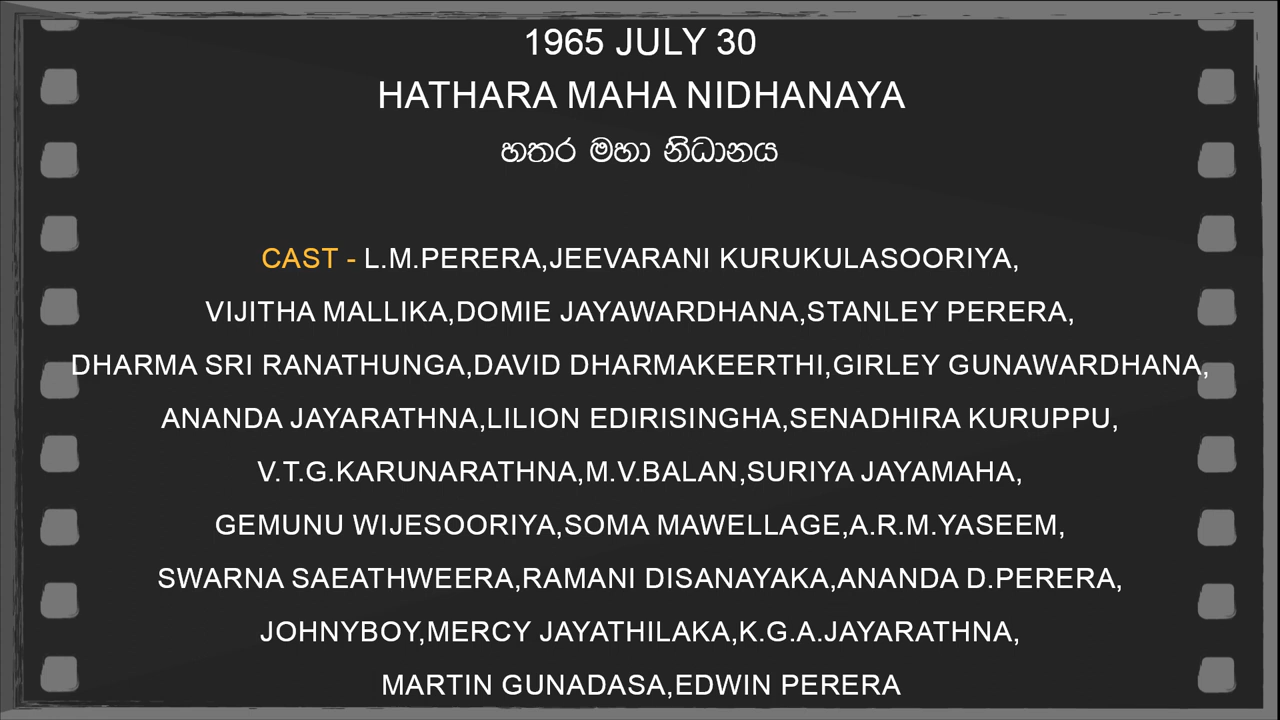 1965 JULY 30
HATHARA MAHA NIDHANAYA
හතර මහා නිධානය
CAST - L.M.PERERA,JEEVARANI KURUKULASOORIYA,
VIJITHA MALLIKA,DOMIE JAYAWARDHANA,STANLEY PERERA,
DHARMA SRI RANATHUNGA,DAVID DHARMAKEERTHI,GIRLEY GUNAWARDHANA,
ANANDA JAYARATHNA,LILION EDIRISINGHA,SENADHIRA KURUPPU,
V.T.G.KARUNARATHNA,M.V.BALAN,SURIYA JAYAMAHA,
GEMUNU WIJESOORIYA,SOMA MAWELLAGE,A.R.M.YASEEM,
SWARNA SAEATHWEERA,RAMANI DISANAYAKA,ANANDA D.PERERA,
JOHNYBOY,MERCY JAYATHILAKA,K.G.A.JAYARATHNA,
MARTIN GUNADASA,EDWIN PERERA